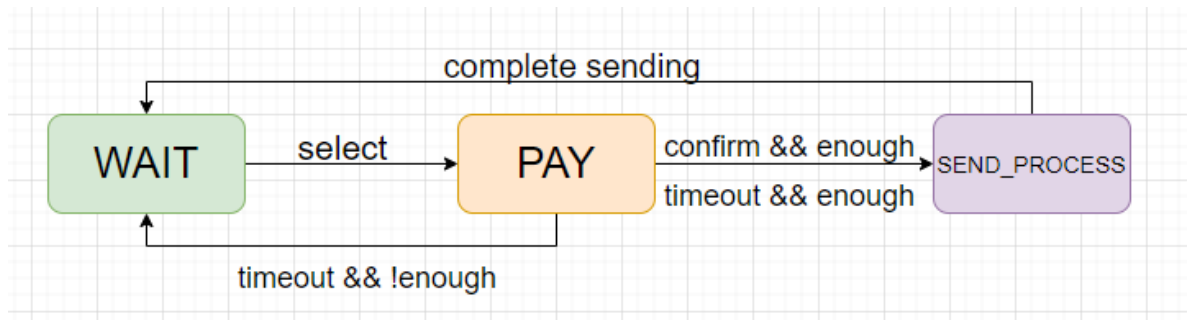 complete sending
WAIT
select
PAY
confirm && enough
SEND_PROCESS
timeout && enough
timeout && !enough